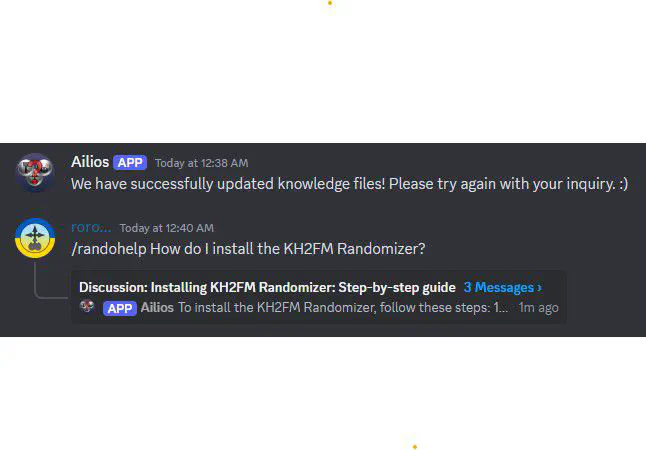 Ailios APP Today at 12:38 AM
We have successfully updated knowledge files! Please try again with your inquiry. :)
roro... Today at 12:40 AM
/randohelp How do I install the KH2FM Randomizer?
Discussion: Installing KH2FM Randomizer: Step-by-step guide 3 Messages ›
APP Ailios To install the KH2FM Randomizer, follow these steps: 1... 1m ago